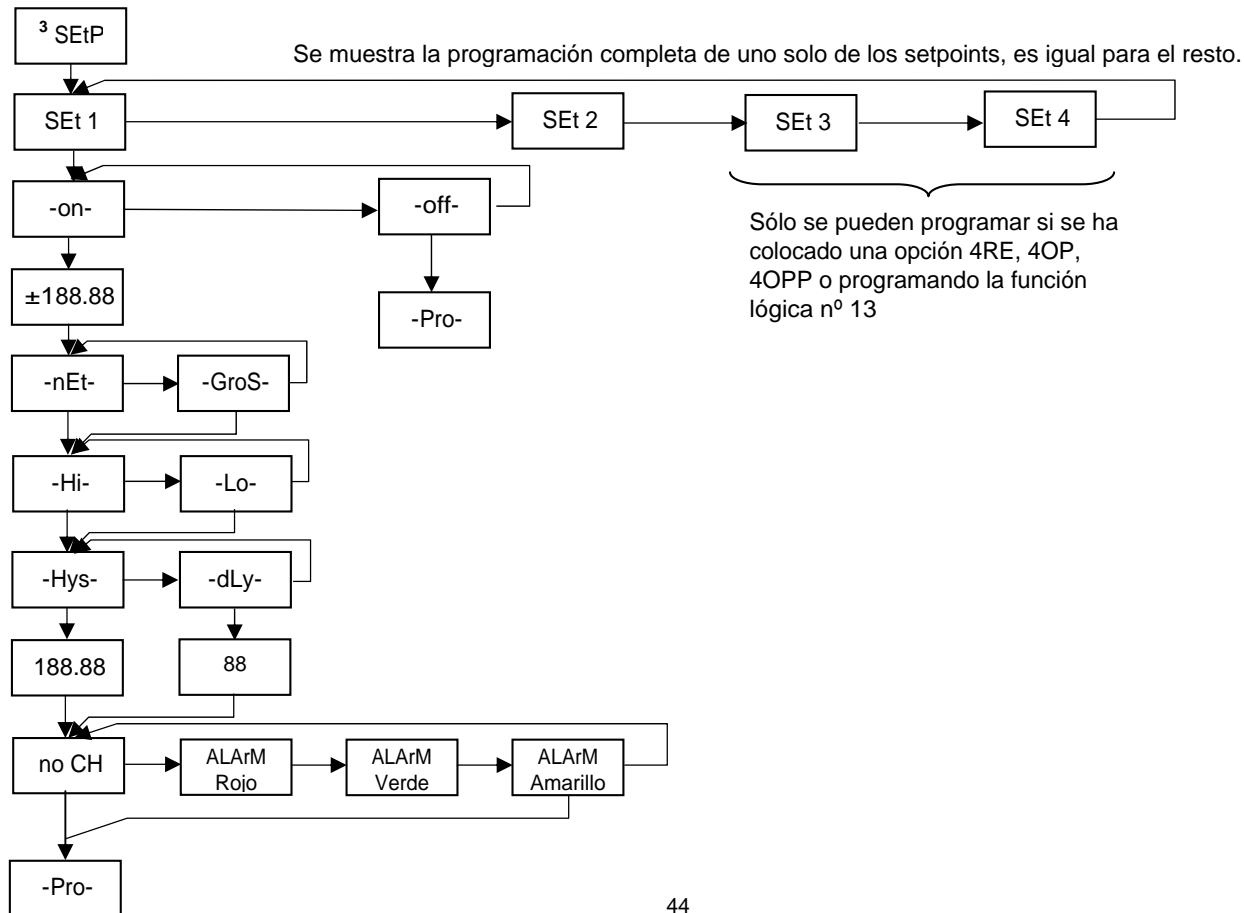 ³ SEtP
Se muestra la programación completa de uno solo de los setpoints, es igual para el resto.
SEt 1
SEt 2
SEt 3
SEt 4
-on-
-off-
Sólo se pueden programar si se ha
colocado una opción 4RE, 4OP,
4OPP o programando la función
lógica nº 13
±188.88
-Pro-
-nEt-
-GroS-
-Hi-
-Lo-
-Hys-
-dLy-
188.88
88
no CH
ALArM
Rojo
ALArM
Verde
ALArM
Amarillo
-Pro-
44